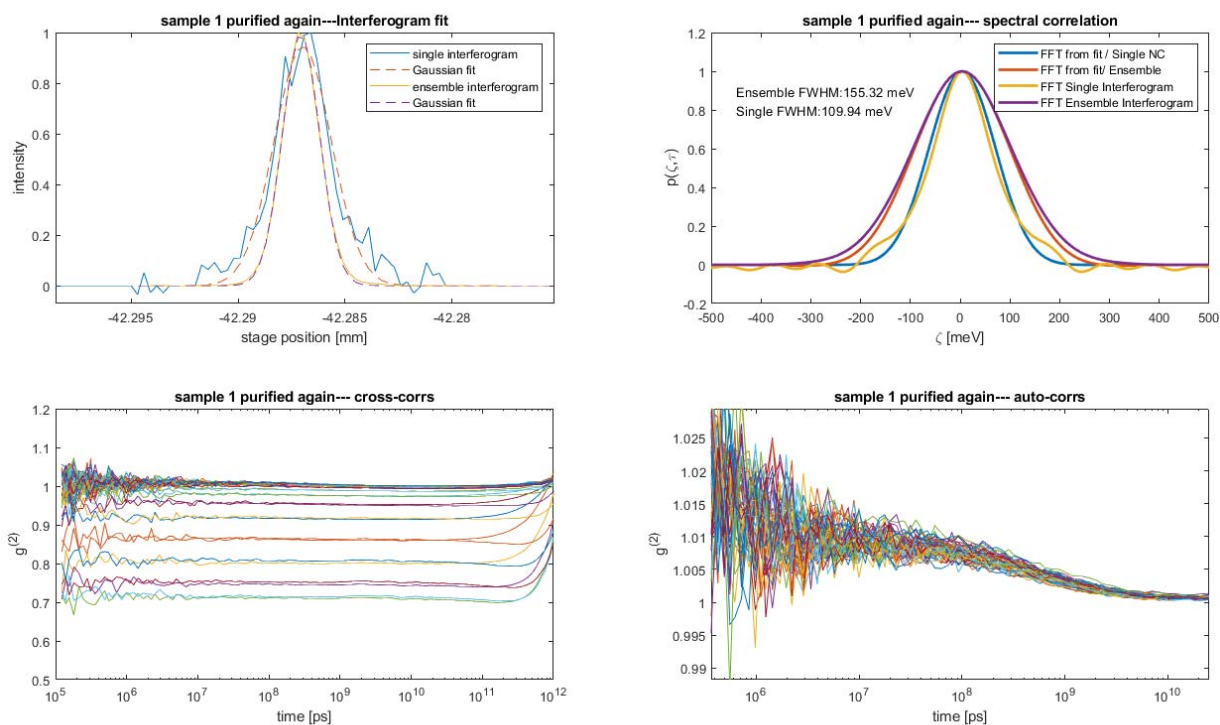 sample 1 purified again---Interferogram fit
1
0.8
0.6
0.4
0.2
0
intensity
single interferogram
Gaussian fit
ensemble interferogram
Gaussian fit
-42.295
-42.29
-42.285
-42.28
stage position [mm]
sample 1 purified again--- spectral correlation
1.2
1
0.8
0.6
0.4
0.2
0
-0.2
p(ζ,τ)
Ensemble FWHM:155.32 meV
Single FWHM:109.94 meV
FFT from fit / Single NC
FFT from fit/ Ensemble
FFT Single Interferogram
FFT Ensemble Interferogram
-500
-400
-300
-200
-100
0
100
200
300
400
500
ζ [meV]
sample 1 purified again--- cross-corrs
1.2
1.1
1
0.9
0.8
0.7
0.6
0.5
g(2)
10^5
10^6
10^7
10^8
10^9
10^10
10^11
10^12
time [ps]
sample 1 purified again--- auto-corrs
1.025
1.02
1.015
1.01
1.005
1
0.995
0.99
g(2)
10^6
10^7
10^8
10^9
10^10
time [ps]